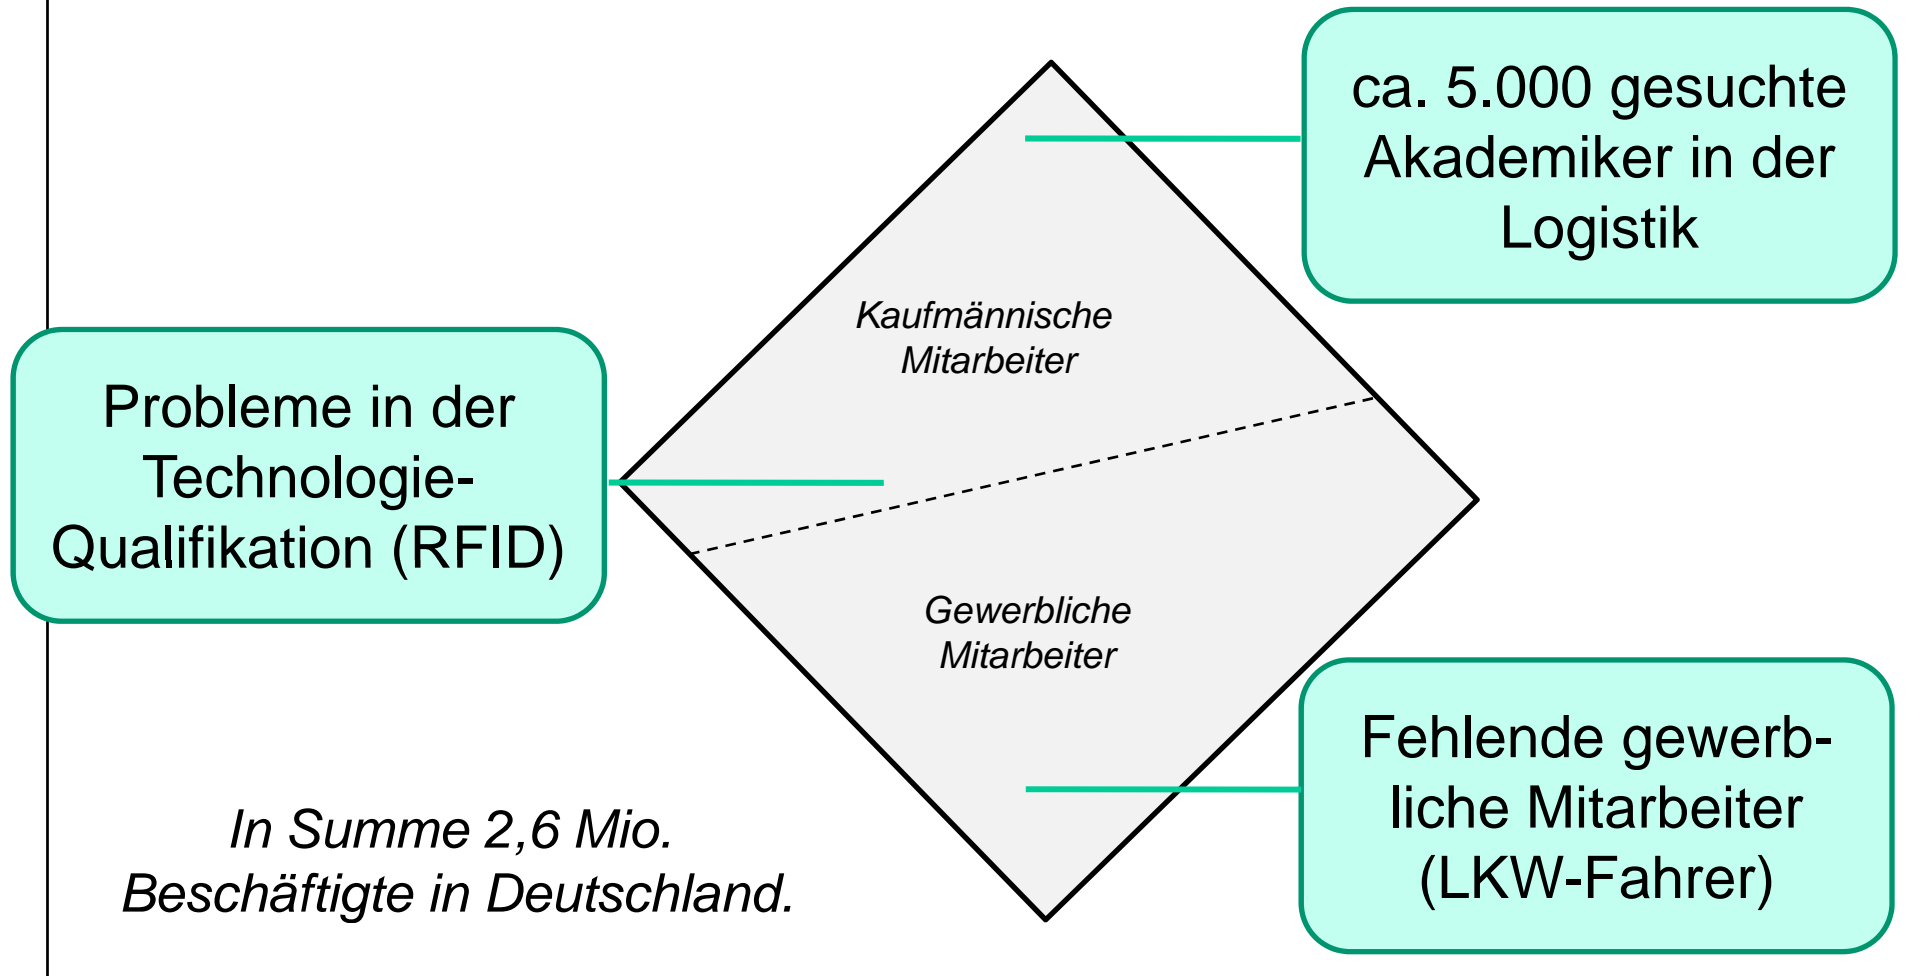 ca. 5.000 gesuchte
Akademiker in der
Logistik
Kaufmännische
Mitarbeiter
Probleme in der
Technologie-
Qualifikation (RFID)
Gewerbliche
Mitarbeiter
Fehlende gewerb-
liche Mitarbeiter
(LKW-Fahrer)
In Summe 2,6 Mio.
Beschäftigte in Deutschland.